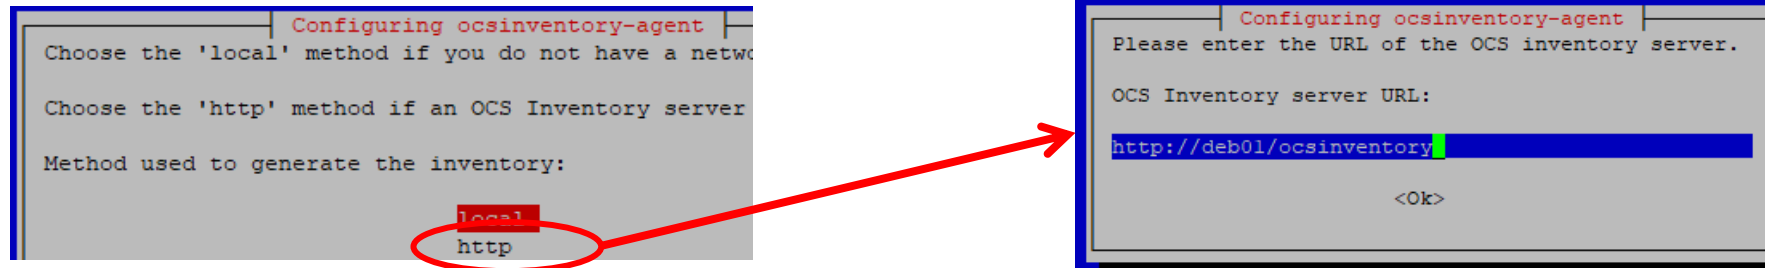 Configuring ocsinventory-agent
Choose the 'local' method if you do not have a
Choose the 'http' method if an OCS Inventory server
Method used to generate the inventory:
local
http
Configuring ocsinventory-agent
Please enter the URL of the OCS inventory server.
OCS Inventory server URL:
http://deb01/ocsinventory
<Ok>